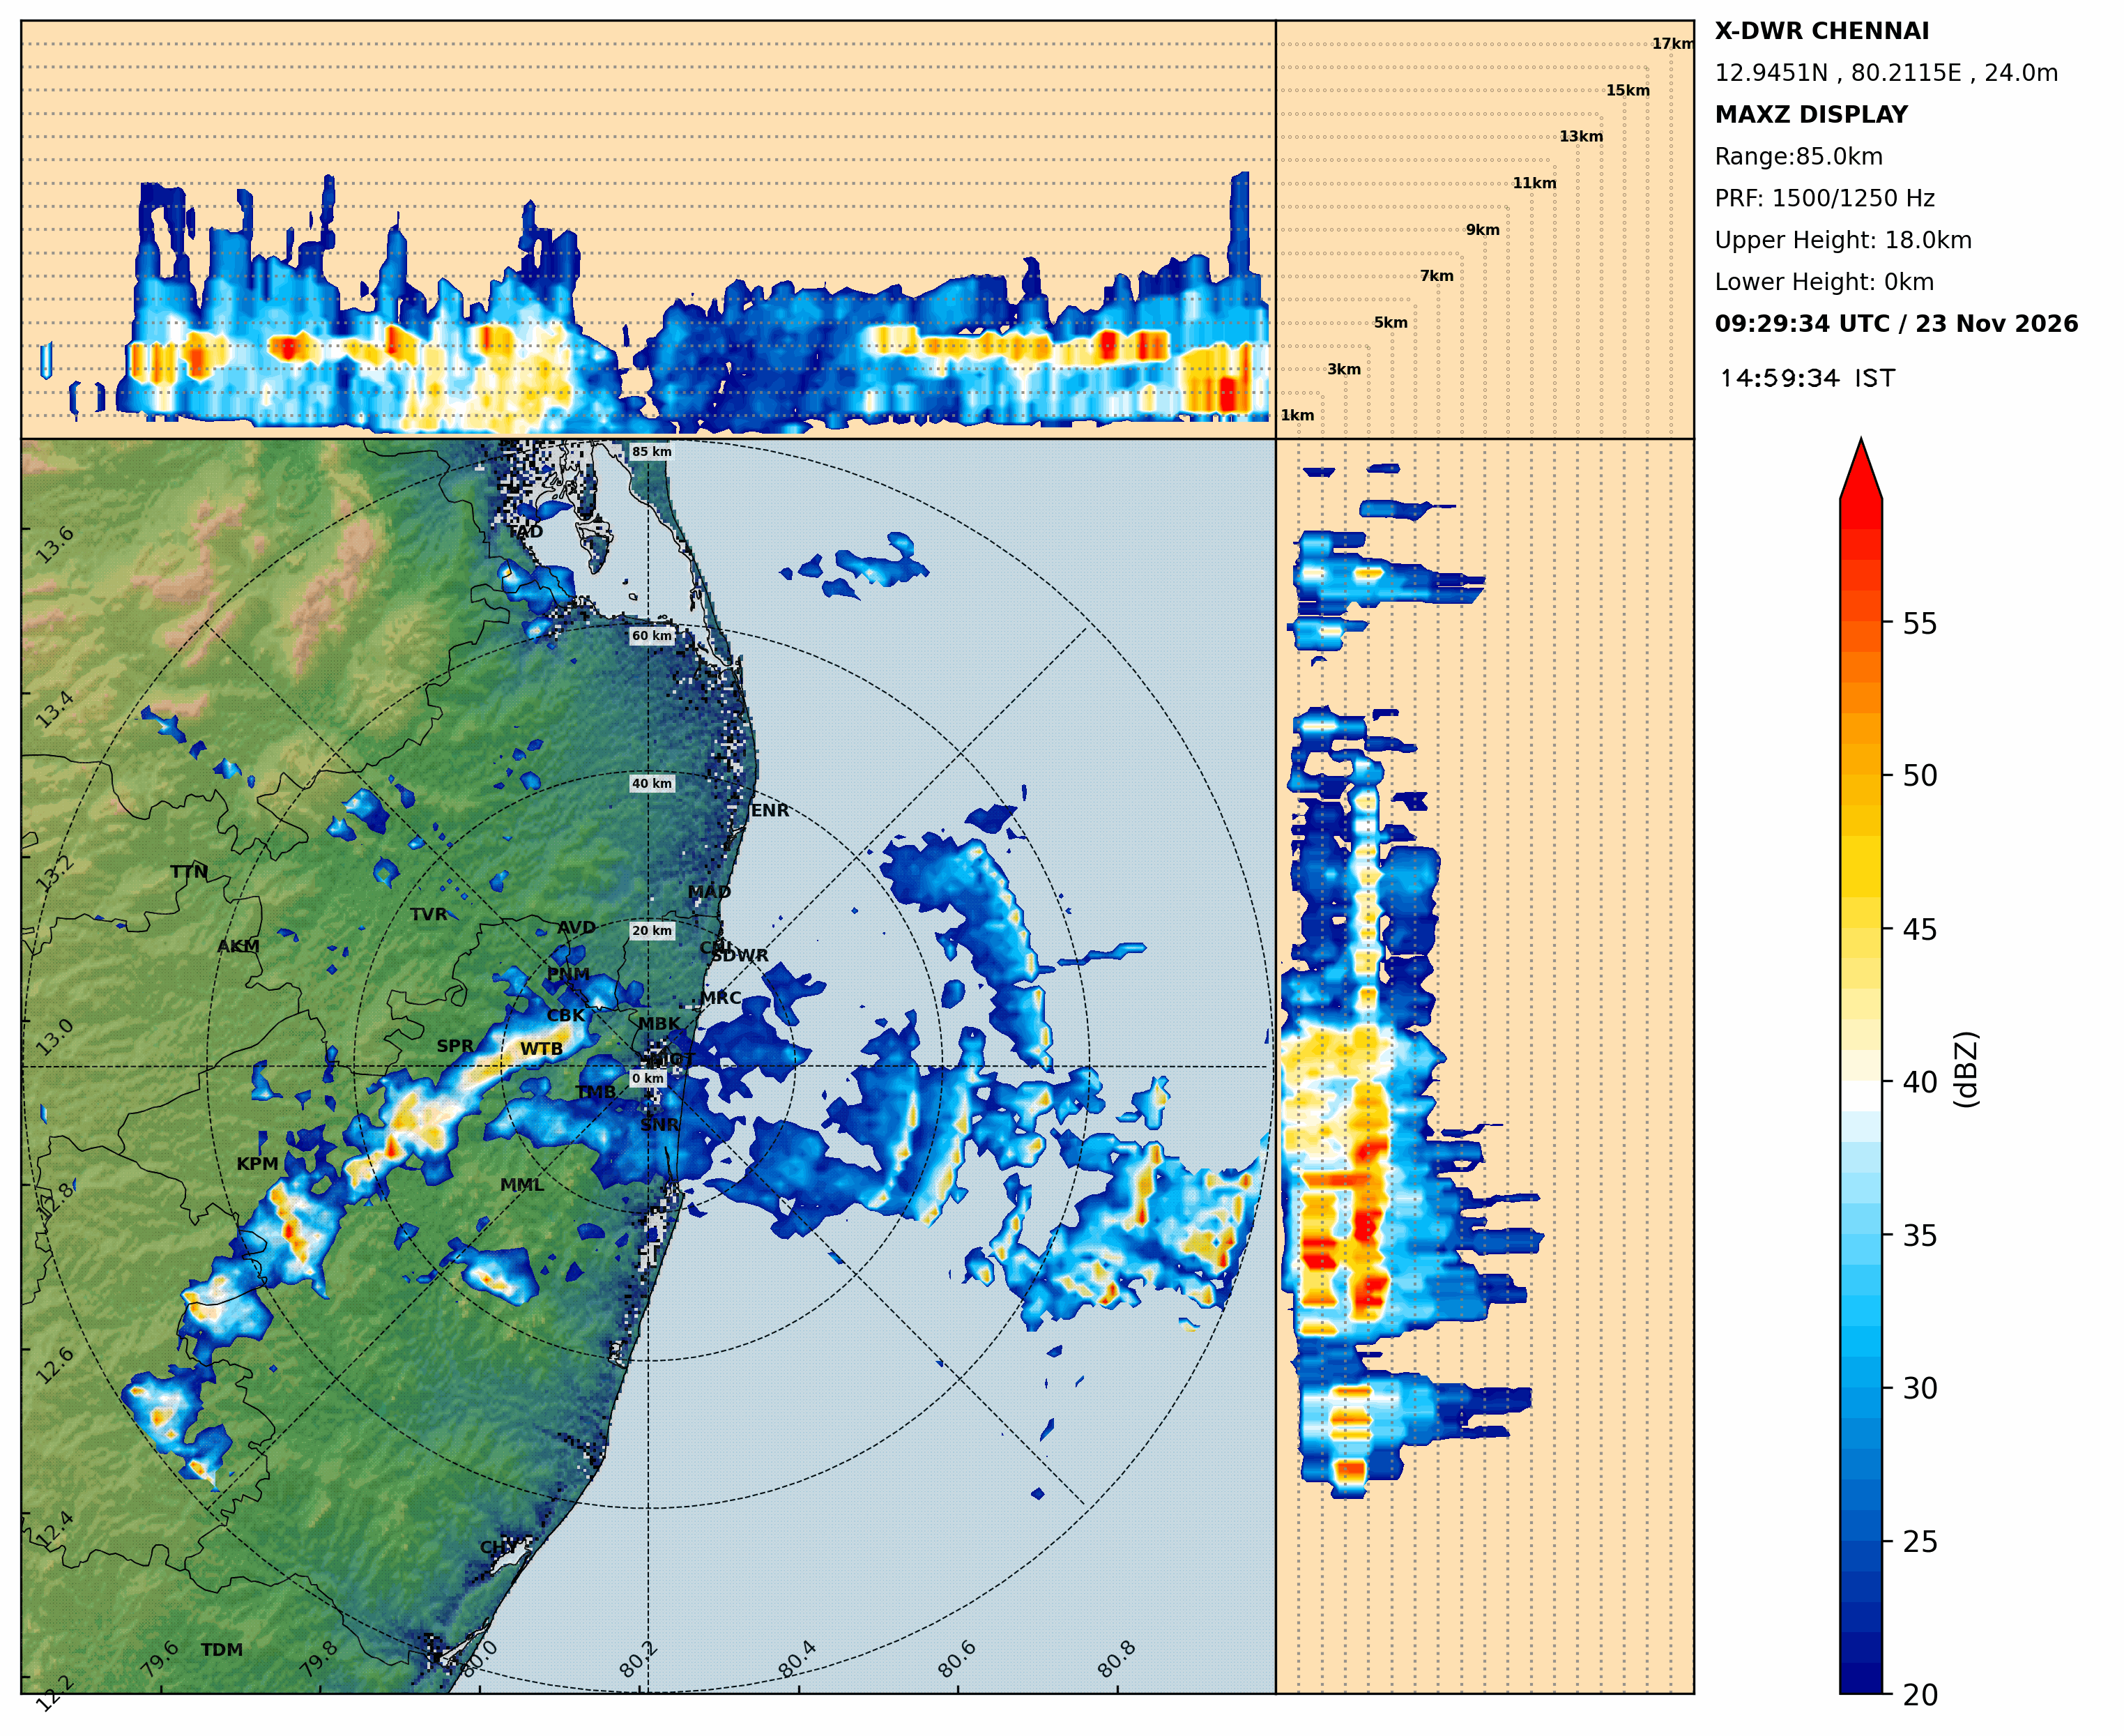 X-DWR CHENNAI
12.9451N , 80.2115E , 24.0m
MAXZ DISPLAY
Range:85.0km
PRF: 1500/1250 Hz
Upper Height: 18.0km
Lower Height: 0km
09:29:34 UTC / 23 Nov 2026
14:59:34 IST
17km
15km
13km
11km
9km
7km
5km
3km
1km
85 km
TAD
13.6
60 km
13.4
40 km
ENR
13.2
TTN
MAD
TVR
AVD
20 km
AKM
CNI
SDWR
PNM
MRC
CBK
MBK
13.0
SPR
WTB
0 km
TMB
SNR
KPM
MML
12.8
12.6
12.4
CHY
TDM
12.2
79.6
79.8
80.0
80.2
80.4
80.6
80.8
55
50
45
40
35
30
25
20
(dBZ)